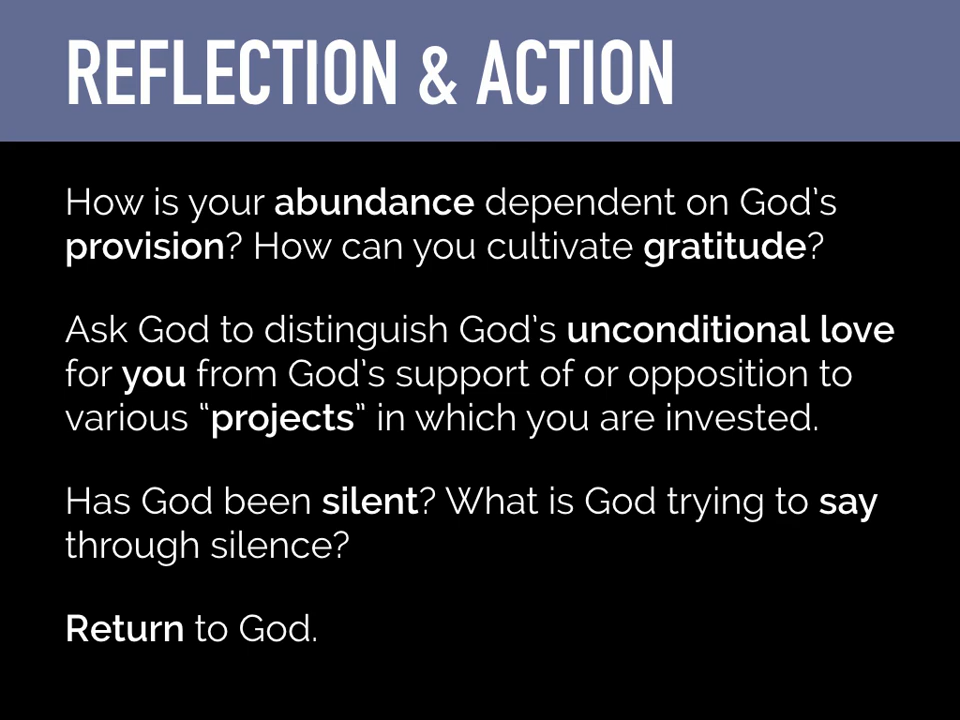 REFLECTION & ACTION
How is your abundance dependent on God's
provision? How can you cultivate gratitude?
Ask God to distinguish God's unconditional love
for you from God's support of or opposition to
various “projects” in which you are invested.
Has God been silent? What is God trying to say
through silence?
Return to God.